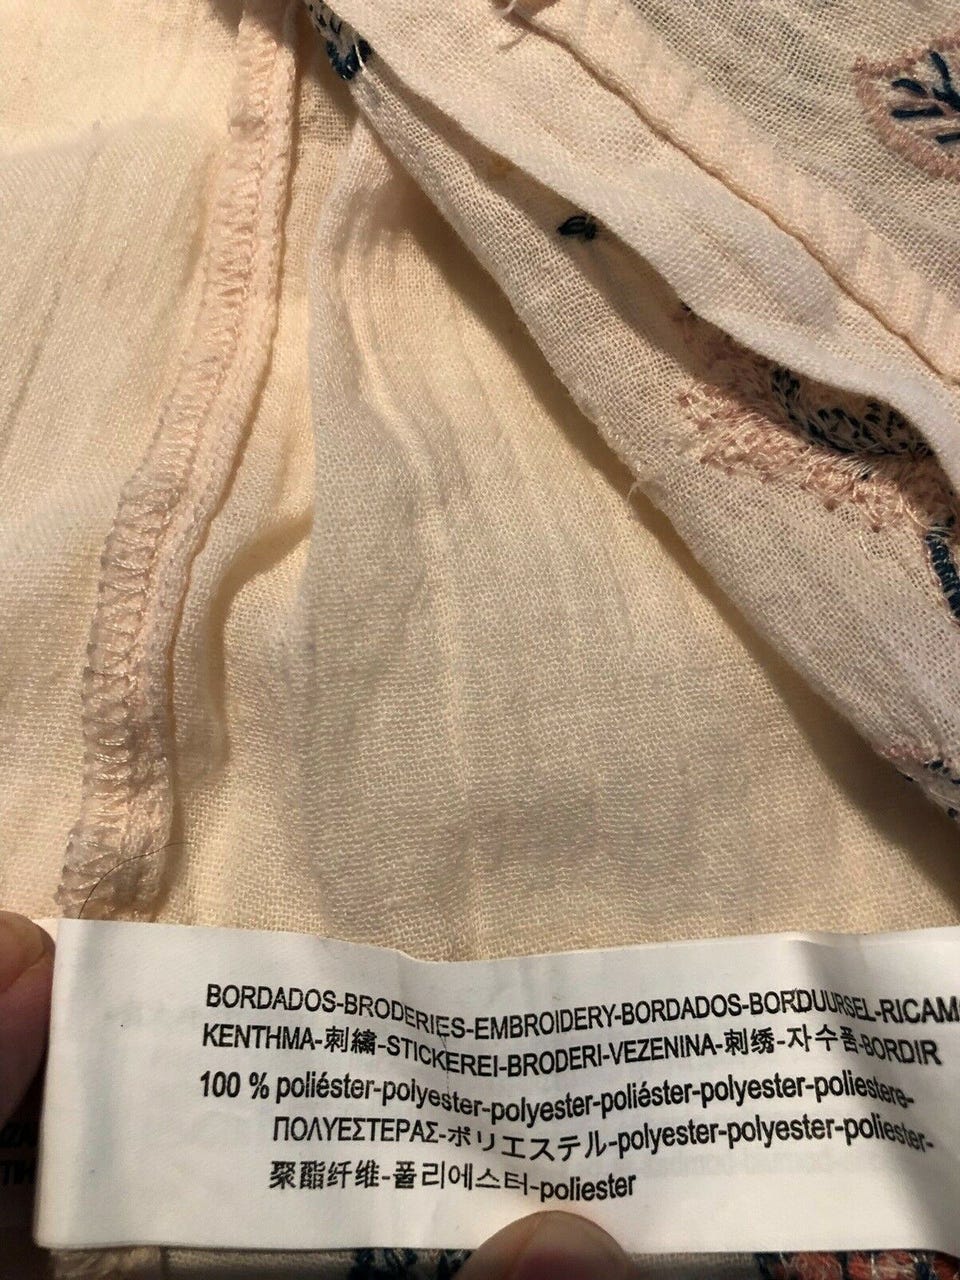 BORDADOS-BRODERIES-EMBROIDERY-BORDADOS-BORDUURSEL-RICAM
KENTHMA-刺繍-STICKEREI-BRODERI-VEZENINA-刺绣-자수품-BORDIR
100 % poliéster-polyester-polyester-poliéster-polyester-poliestere-
ΠΟΛΥΕΣΤΕΡΑΣ-ポリエステル-polyester-polyester-poliester-
聚酯纤维-폴리에스터-poliester